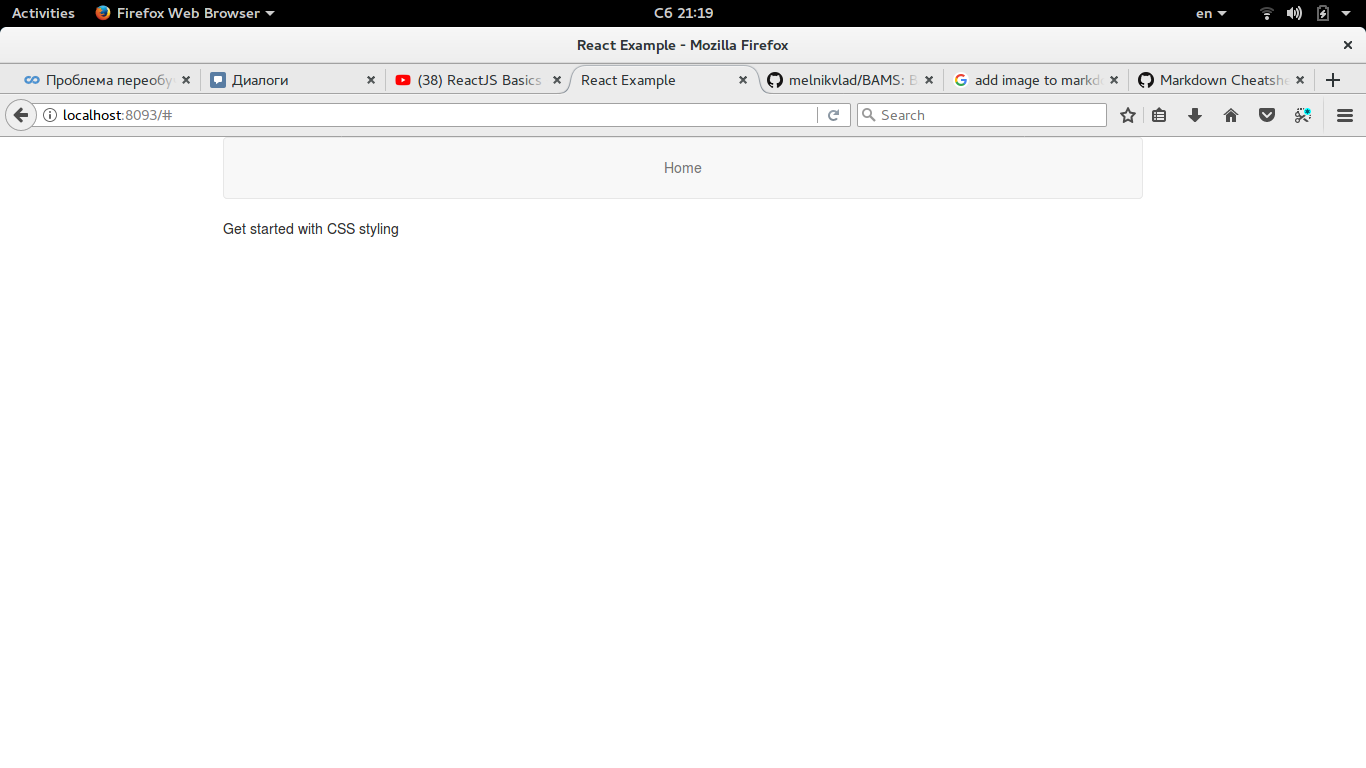 Activities Firefox Web Browser Сб 21:19 en
React Example - Mozilla Firefox
Проблема переобу Диалоги (38) ReactJS Basics React Example melnikvlad/BAMS: B add image to markdo Markdown Cheatshe
localhost:8093/# Search
Home
Get started with CSS styling